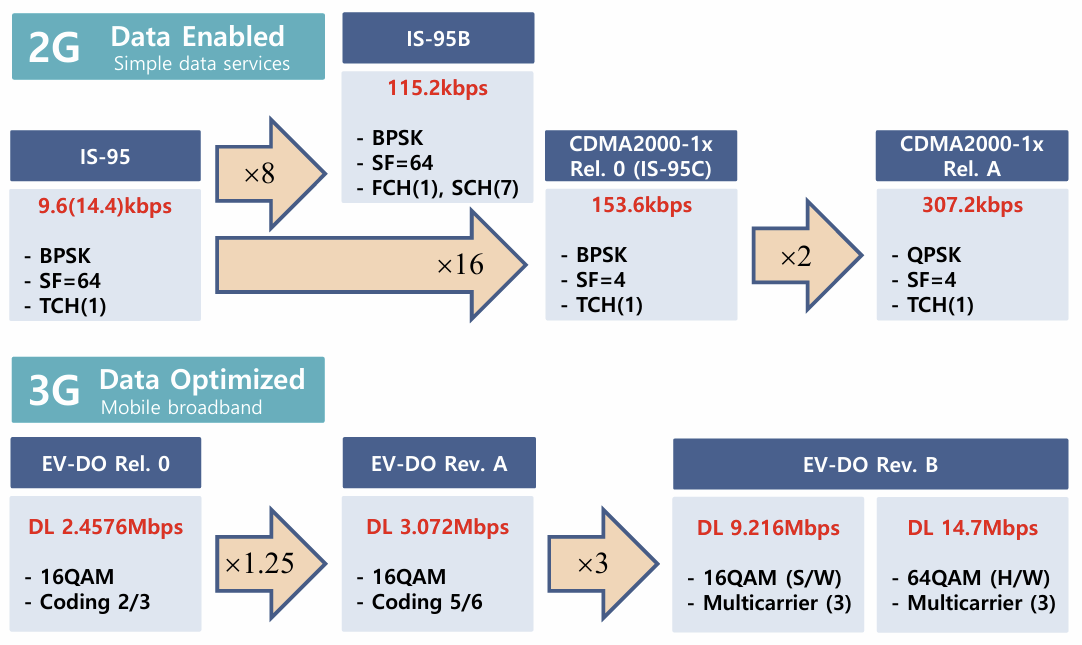 2G
Data Enabled
Simple data services
IS-95
9.6(14.4)kbps
- BPSK
- SF=64
- TCH(1)
×8
IS-95B
115.2kbps
- BPSK
- SF=64
- FCH(1), SCH(7)
×16
CDMA2000-1x
Rel. 0 (IS-95C)
153.6kbps
- BPSK
- SF=4
- TCH(1)
×2
CDMA2000-1x
Rel. A
307.2kbps
- QPSK
- SF=4
- TCH(1)
3G
Data Optimized
Mobile broadband
EV-DO Rel. 0
DL 2.4576Mbps
- 16QAM
- Coding 2/3
×1.25
EV-DO Rev. A
DL 3.072Mbps
- 16QAM
- Coding 5/6
×3
EV-DO Rev. B
DL 9.216Mbps
- 16QAM (S/W)
- Multicarrier (3)
DL 14.7Mbps
- 64QAM (H/W)
- Multicarrier (3)